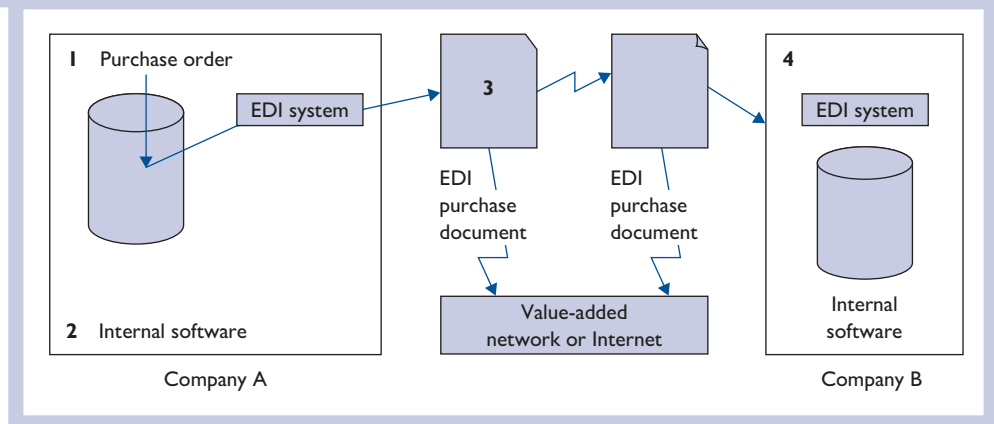 1 Purchase order
EDI system
2 Internal software
Company A
3
EDI
purchase
document
EDI
purchase
document
Value-added
network or Internet
4
EDI system
Internal
software
Company B